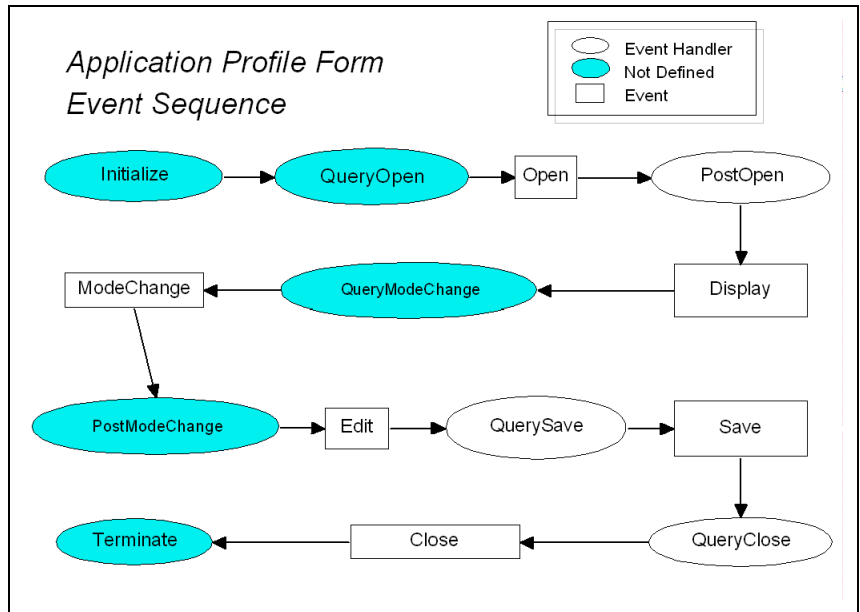 Application Profile Form
Event Sequence
Event Handler
Not Defined
Event
Initialize
QueryOpen
Open
PostOpen
ModeChange
QueryModeChange
Display
PostModeChange
Edit
QuerySave
Save
Terminate
Close
QueryClose